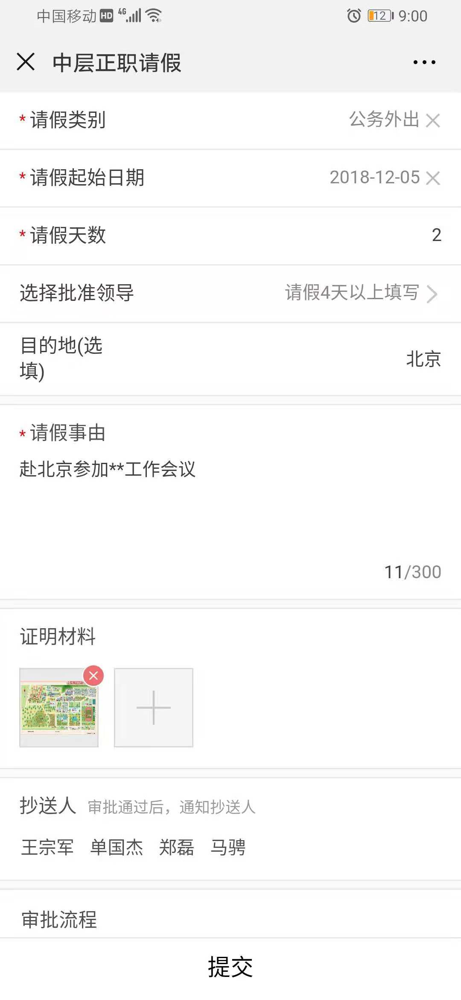 中国移动 HD 4G 12 9:00
中层正职请假
* 请假类别 公务外出
* 请假起始日期 2018-12-05
* 请假天数 2
选择批准领导 请假4天以上填写
目的地(选
填) 北京
* 请假事由
赴北京参加**工作会议
11/300
证明材料
抄送人 审批通过后，通知抄送人
王宗军 单国杰 郑磊 马骋
审批流程
提交